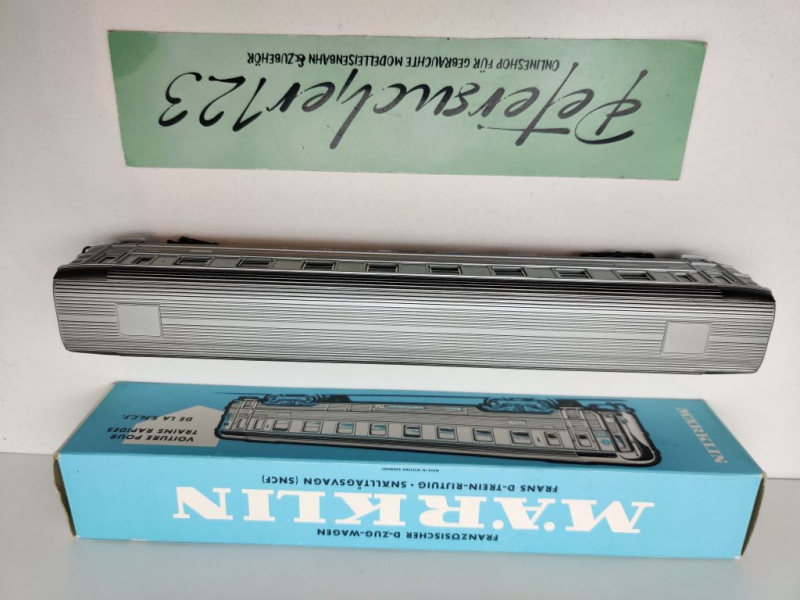 Petersucher123
ONLINESHOP FÜR GEBRAUCHTE MODELLEISENBAHN & ZUBEHÖR
FRANZÖSISCHER D-ZUG-WAGEN
MÄRKLIN
FRANS D-TREIN-RIJTUIG · SNÄLLTÅGSVAGN (SNCF)
VOITURE POUR
TRAINS RAPIDES
DE LA S.N.C.F.
MÄRKLIN